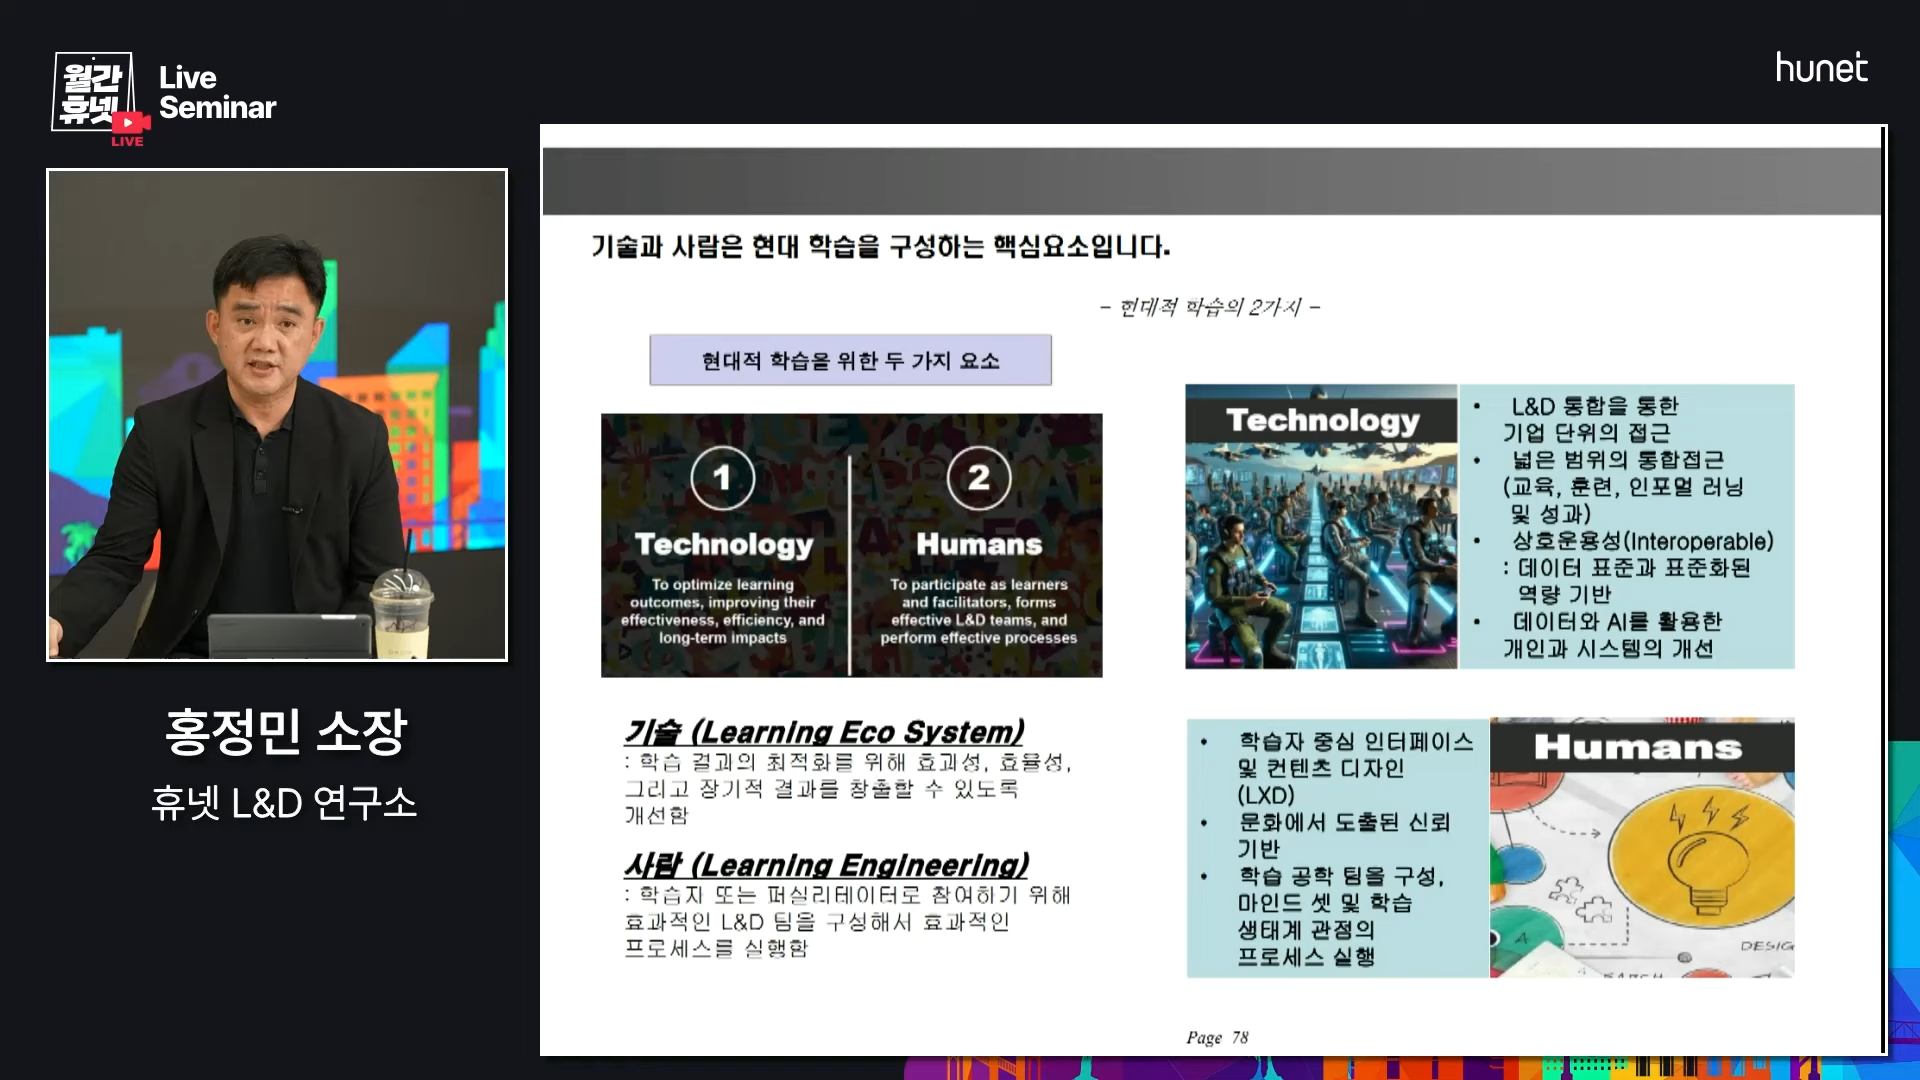 월간
휴넷
LIVE
Live
Seminar
hunet
기술과 사람은 현대 학습을 구성하는 핵심요소입니다.
– 현대적 학습의 2가지 –
현대적 학습을 위한 두 가지 요소
1
Technology
To optimize learning
outcomes, improving their
effectiveness, efficiency, and
long-term impacts
2
Humans
To participate as learners
and facilitators, forms
effective L&D teams, and
perform effective processes
기술 (Learning Eco System)
: 학습 결과의 최적화를 위해 효과성, 효율성,
그리고 장기적 결과를 창출할 수 있도록
개선함
사람 (Learning Engineering)
: 학습자 또는 퍼실리테이터로 참여하기 위해
효과적인 L&D 팀을 구성해서 효과적인
프로세스를 실행함
Technology
• L&D 통합을 통한
기업 단위의 접근
• 넓은 범위의 통합접근
(교육, 훈련, 인포멀 러닝
및 성과)
• 상호운용성(Interoperable)
: 데이터 표준과 표준화된
역량 기반
• 데이터와 AI를 활용한
개인과 시스템의 개선
• 학습자 중심 인터페이스
및 컨텐츠 디자인
(LXD)
• 문화에서 도출된 신뢰
기반
• 학습 공학 팀을 구성,
마인드 셋 및 학습
생태계 관점의
프로세스 실행
Humans
A
DESIG
Page 78
홍정민 소장
휴넷 L&D 연구소